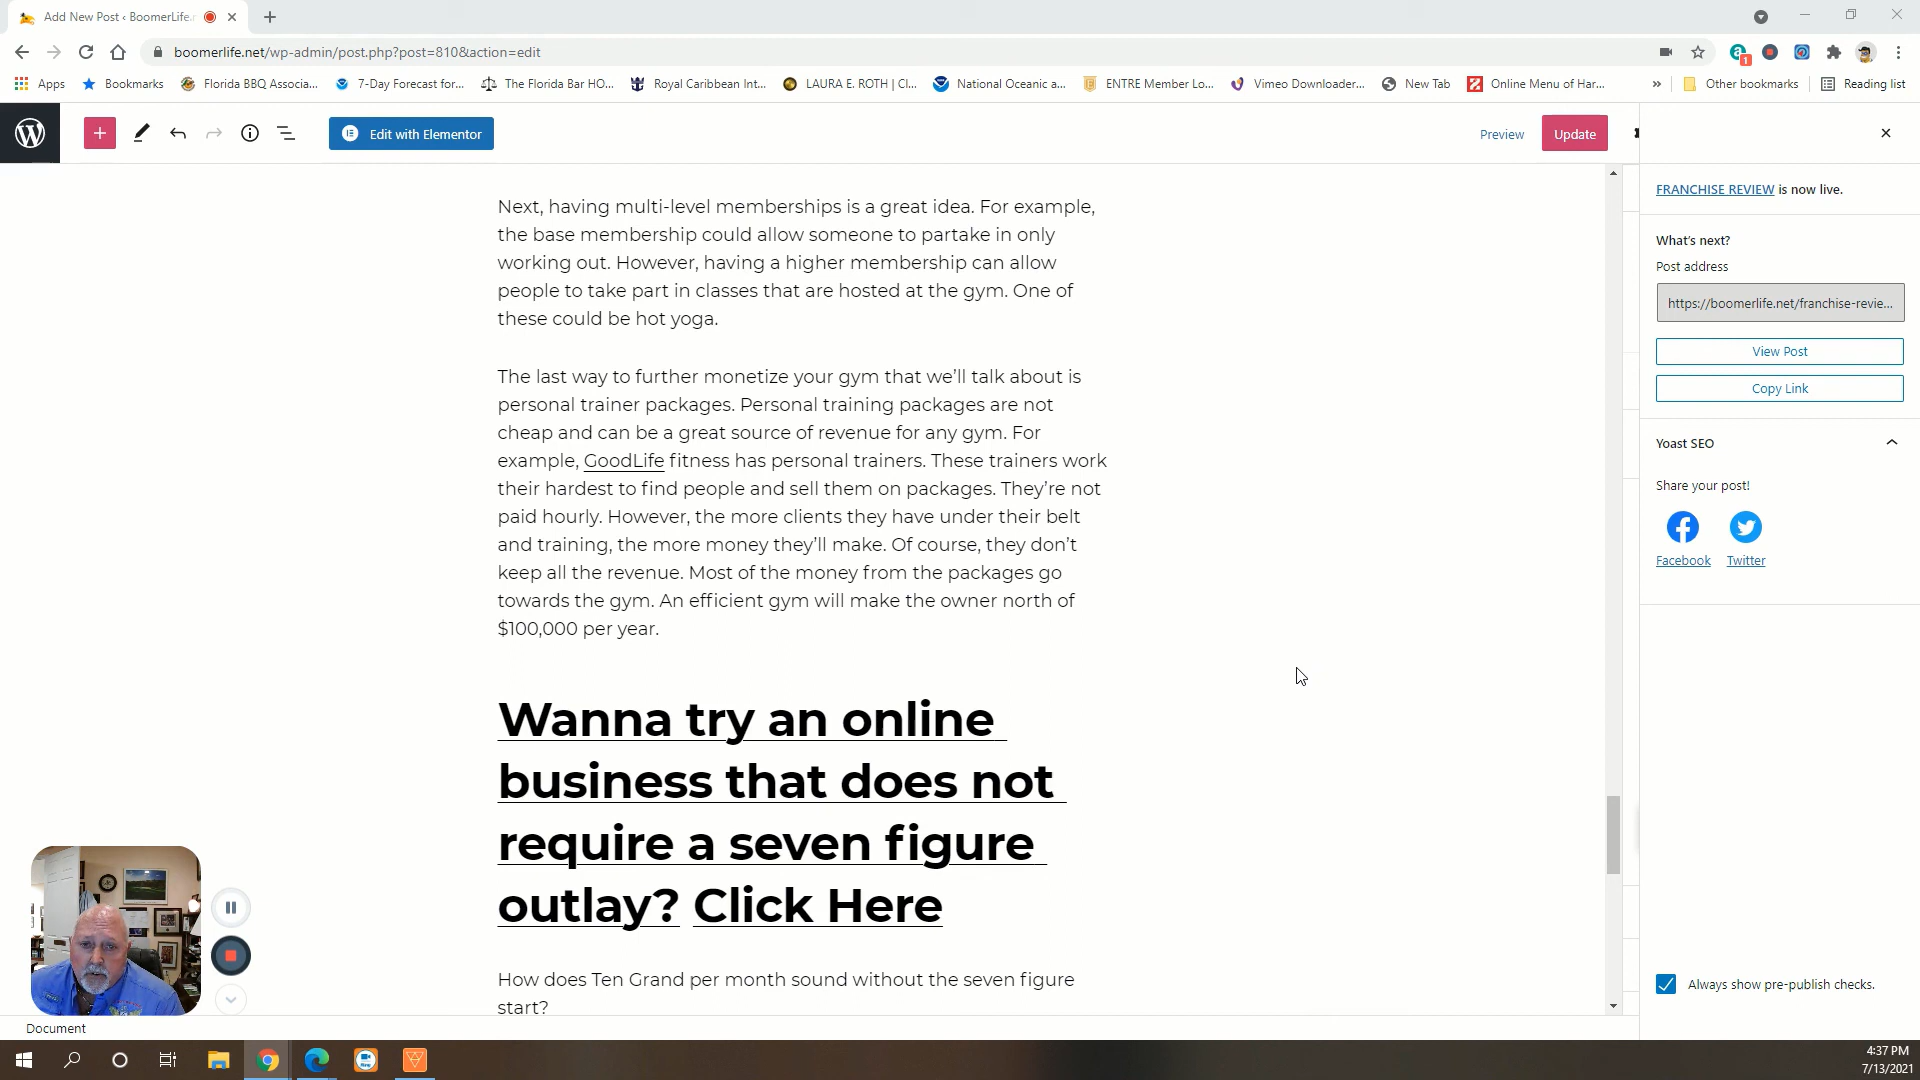 Add New Post ‹ BoomerLife.
boomerlife.net/wp-admin/post.php?post=810&action=edit
1
Apps
Bookmarks
Florida BBQ Associa...
7-Day Forecast for...
The Florida Bar HO...
Royal Caribbean Int...
LAURA E. ROTH | Cl...
National Oceanic a...
ENTRE Member Lo...
Vimeo Downloader...
New Tab
Online Menu of Har...
»
Other bookmarks
Reading list
Edit with Elementor
Preview
Update
Next, having multi-level memberships is a great idea. For example,
the base membership could allow someone to partake in only
working out. However, having a higher membership can allow
people to take part in classes that are hosted at the gym. One of
these could be hot yoga.
The last way to further monetize your gym that we'll talk about is
personal trainer packages. Personal training packages are not
cheap and can be a great source of revenue for any gym. For
example, GoodLife fitness has personal trainers. These trainers work
their hardest to find people and sell them on packages. They're not
paid hourly. However, the more clients they have under their belt
and training, the more money they'll make. Of course, they don't
keep all the revenue. Most of the money from the packages go
towards the gym. An efficient gym will make the owner north of
$100,000 per year.
Wanna try an online
business that does not
require a seven figure
outlay? Click Here
How does Ten Grand per month sound without the seven figure
start?
FRANCHISE REVIEW is now live.
What's next?
Post address
https://boomerlife.net/franchise-revie...
View Post
Copy Link
Yoast SEO
Share your post!
Facebook
Twitter
Always show pre-publish checks.
Document
4:37 PM
7/13/2021